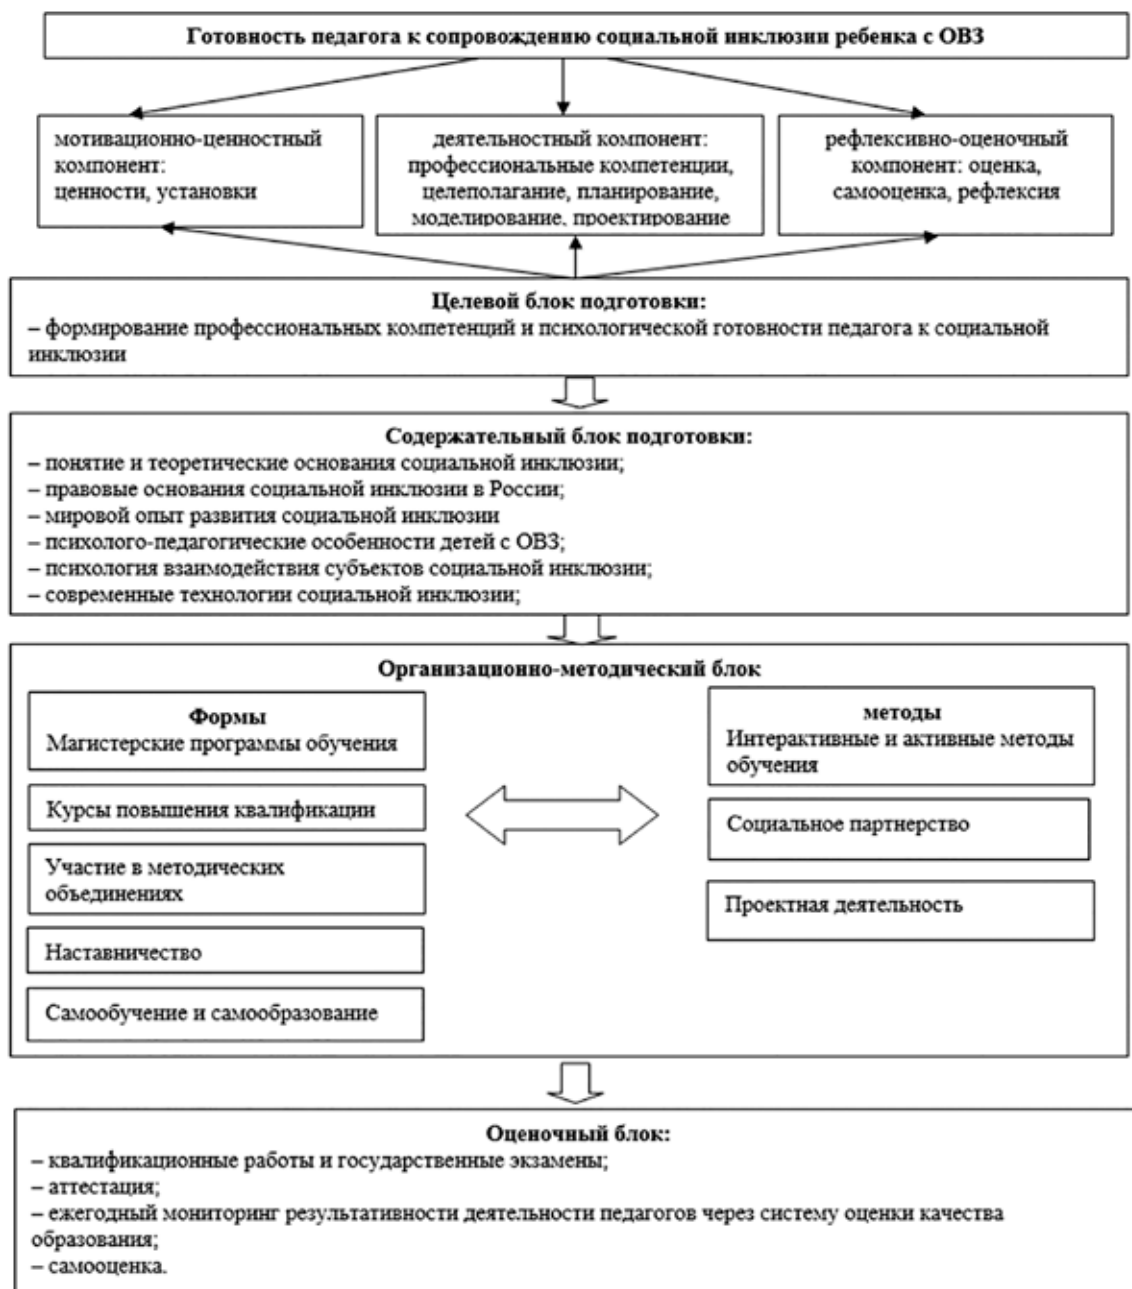 Готовность педагога к сопровождению социальной инклюзии ребенка с ОВЗ
мотивационно-ценностный
компонент:
ценности, установки
деятельностный компонент:
профессиональные компетенции,
целеполагание, планирование,
моделирование, проектирование
рефлексивно-оценочный
компонент: оценка,
самооценка, рефлексия
Целевой блок подготовки:
– формирование профессиональных компетенций и психологической готовности педагога к социальной
инклюзии
Содержательный блок подготовки:
– понятие и теоретические основания социальной инклюзии;
– правовые основания социальной инклюзии в России;
– мировой опыт развития социальной инклюзии
– психолого-педагогические особенности детей с ОВЗ;
– психология взаимодействия субъектов социальной инклюзии;
– современные технологии социальной инклюзии;
Организационно-методический блок
Формы
Магистерские программы обучения
Курсы повышения квалификации
Участие в методических
объединениях
Наставничество
Самообучение и самообразование
методы
Интерактивные и активные методы
обучения
Социальное партнерство
Проектная деятельность
Оценочный блок:
– квалификационные работы и государственные экзамены;
– аттестация;
– ежегодный мониторинг результативности деятельности педагогов через систему оценки качества
образования;
– самооценка.